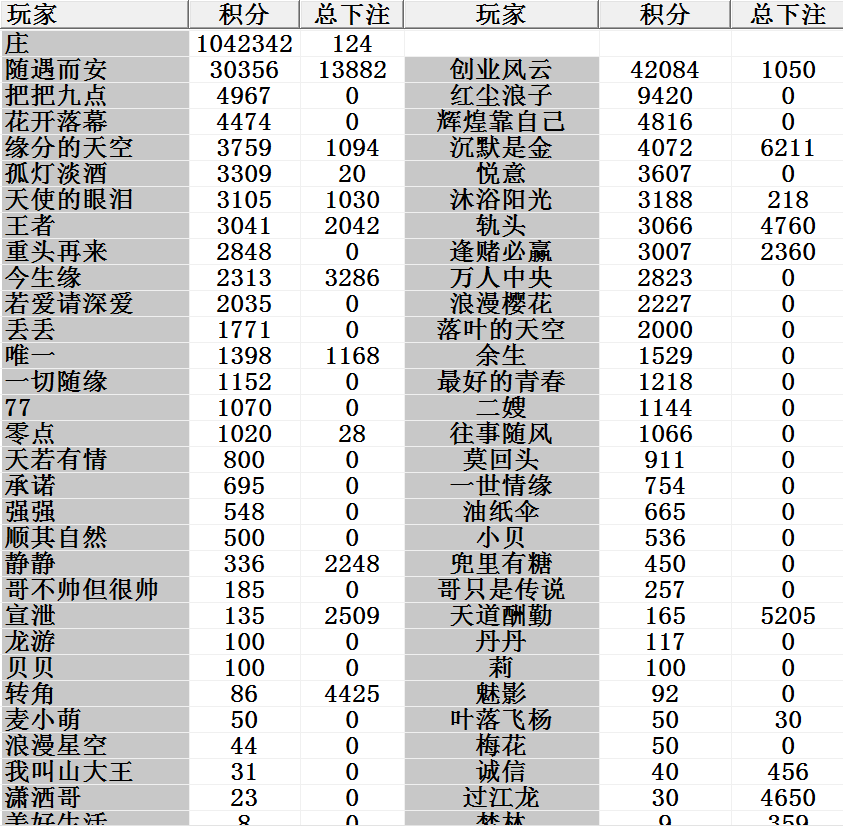 玩家 积分 总下注 玩家 积分 总下注
庄 1042342 124
随遇而安 30356 13882 创业风云 42084 1050
把把九点 4967 0 红尘浪子 9420 0
花开落幕 4474 0 辉煌靠自己 4816 0
缘分的天空 3759 1094 沉默是金 4072 6211
孤灯淡酒 3309 20 悦意 3607 0
天使的眼泪 3105 1030 沐浴阳光 3188 218
王者 3041 2042 轨头 3066 4760
重头再来 2848 0 逢赌必赢 3007 2360
今生缘 2313 3286 万人中央 2823 0
若爱请深爱 2035 0 浪漫樱花 2227 0
丢丢 1771 0 落叶的天空 2000 0
唯一 1398 1168 余生 1529 0
一切随缘 1152 0 最好的青春 1218 0
77 1070 0 二嫂 1144 0
零点 1020 28 往事随风 1066 0
天若有情 800 0 莫回头 911 0
承诺 695 0 一世情缘 754 0
强强 548 0 油纸伞 665 0
顺其自然 500 0 小贝 536 0
静静 336 2248 兜里有糖 450 0
哥不帅但很帅 185 0 哥只是传说 257 0
宣泄 135 2509 天道酬勤 165 5205
龙游 100 0 丹丹 117 0
贝贝 100 0 莉 100 0
转角 86 4425 魅影 92 0
麦小萌 50 0 叶落飞杨 50 30
浪漫星空 44 0 梅花 50 0
我叫山大王 31 0 诚信 40 456
潇洒哥 23 0 过江龙 30 4650
美好生活 8 0 梦林 9 359